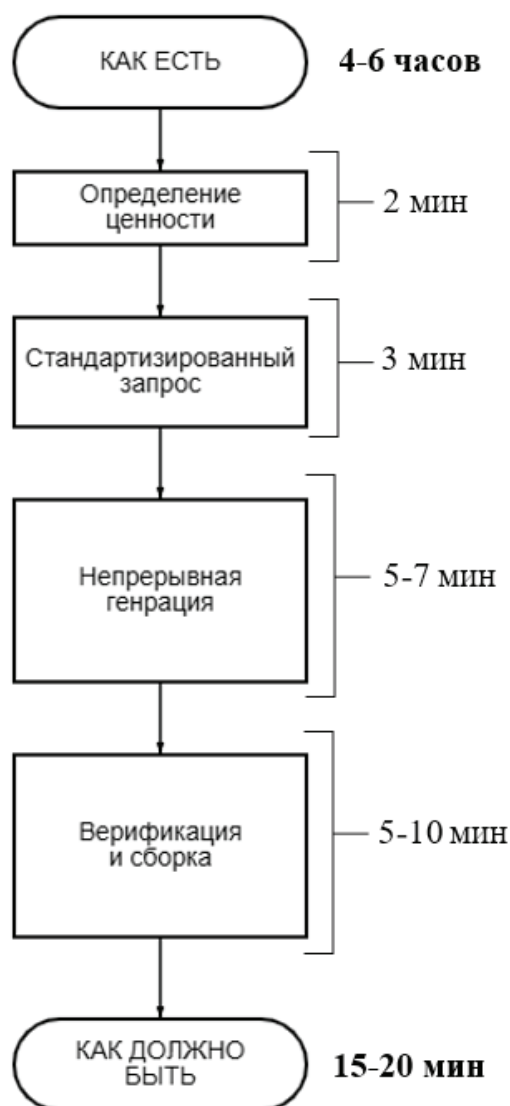 КАК ЕСТЬ
4-6 часов
Определение
ценности
2 мин
Стандартизированный
запрос
3 мин
Непрерывная
генрация
5-7 мин
Верификация
и сборка
5-10 мин
КАК ДОЛЖНО
БЫТЬ
15-20 мин